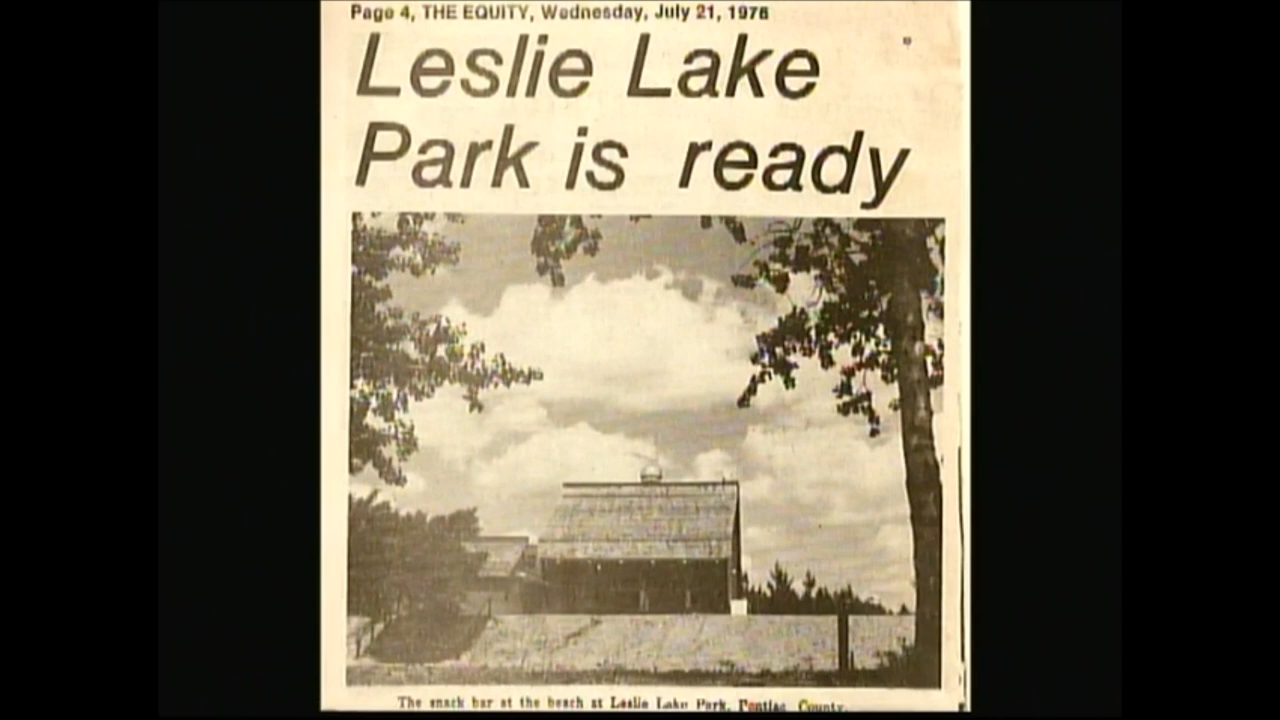 Page 4, THE EQUITY, Wednesday, July 21, 1976
Leslie Lake
Park is ready
The snack bar at the beach at Leslie Lake Park, Pontiac County.